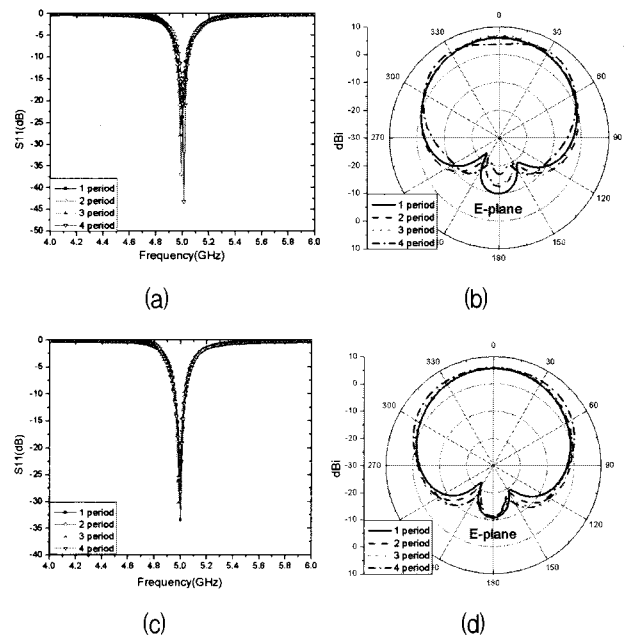 0
-5
-10
-15
-20
-25
-30
-35
-40
-45
-50
S11(dB)
1 period
2 period
3 period
4 period
4.0 4.2 4.4 4.6 4.8 5.0 5.2 5.4 5.6 5.8 6.0
Frequency(GHz)
(a)
10
0
-10
-20
-30
-20
-10
0
10
dBi
0
30
60
90
120
150
180
270
300
330
E-plane
1 period
2 period
3 period
4 period
(b)
0
-5
-10
-15
-20
-25
-30
-35
-40
S11(dB)
1 period
2 period
3 period
4 period
4.0 4.2 4.4 4.6 4.8 5.0 5.2 5.4 5.6 5.8 6.0
Frequency(GHz)
(c)
10
0
-10
-20
-30
-20
-10
0
10
dBi
0
30
60
90
120
150
180
270
300
330
E-plane
1 period
2 period
3 period
4 period
(d)